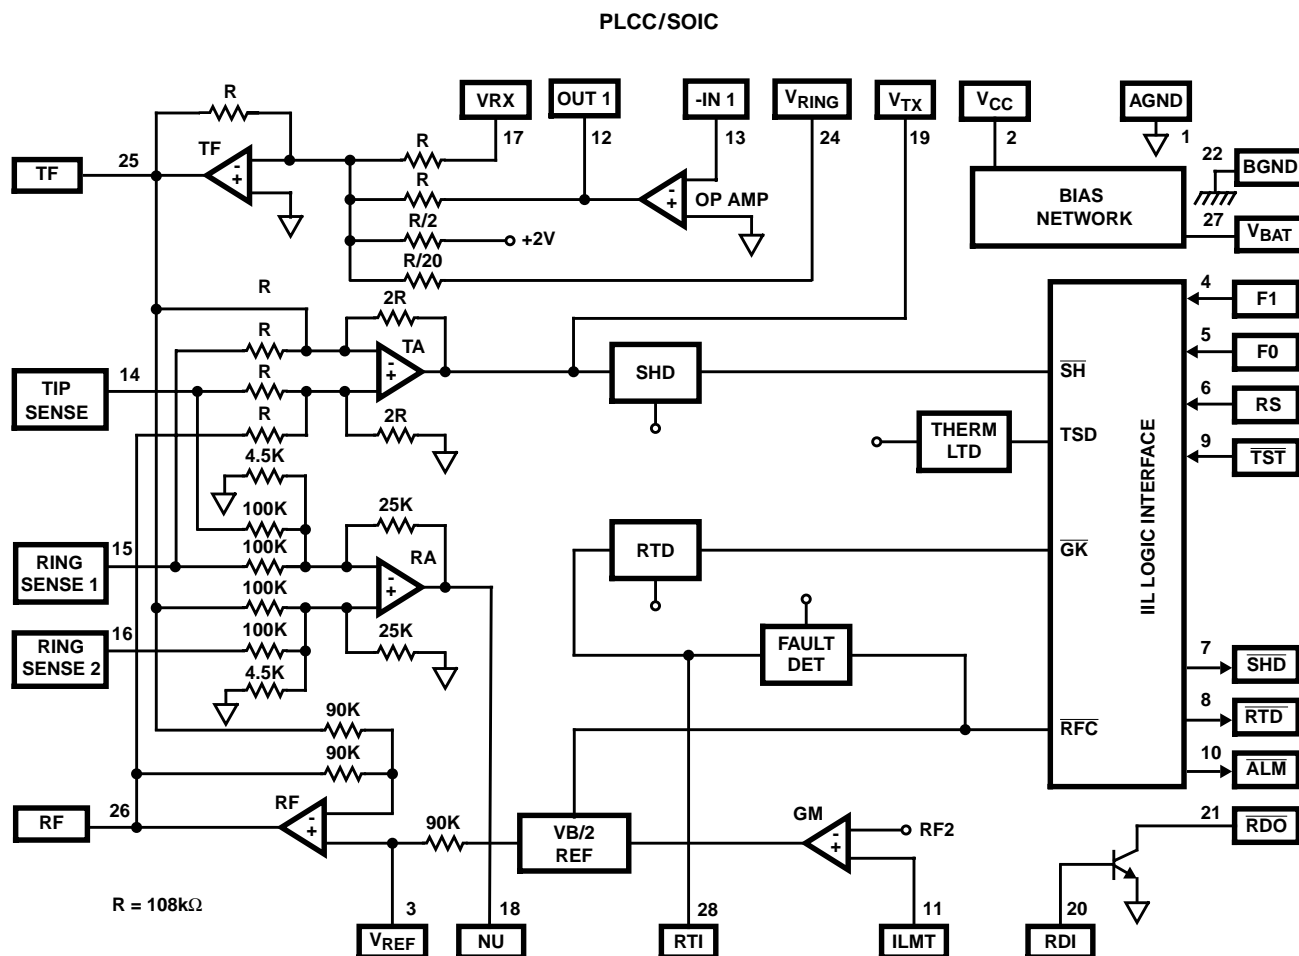 PLCC/SOIC
R
VRX
OUT 1
-IN 1
VRING
VTX
VCC
AGND
17
12
13
24
19
2
1
TF
25
TF
-
+
R
R
R/2
+2V
R/20
-
+
OP AMP
BIAS
NETWORK
22
BGND
27
VBAT
R
2R
R
TA
-
+
TIP
SENSE
14
R
R
2R
SHD
SH
THERM
LTD
TSD
4
F1
5
F0
6
RS
9
TST
IIL LOGIC INTERFACE
4.5K
100K
25K
RING
SENSE 1
15
100K
RA
-
+
100K
RING
SENSE 2
16
100K
25K
4.5K
RTD
GK
FAULT
DET
RFC
7
SHD
8
RTD
10
ALM
90K
90K
RF
26
RF
-
+
90K
VB/2
REF
GM
-
+
RF2
21
RDO
R = 108kΩ
3
18
28
11
20
VREF
NU
RTI
ILMT
RDI